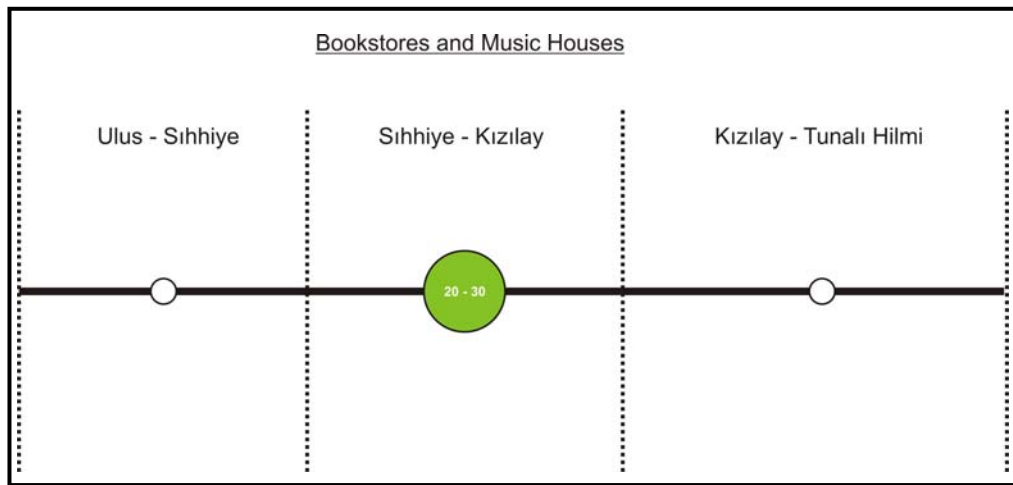 Bookstores and Music Houses
Ulus - Sıhhiye
Sıhhiye - Kızılay
Kızılay - Tunalı Hilmi
20 - 30